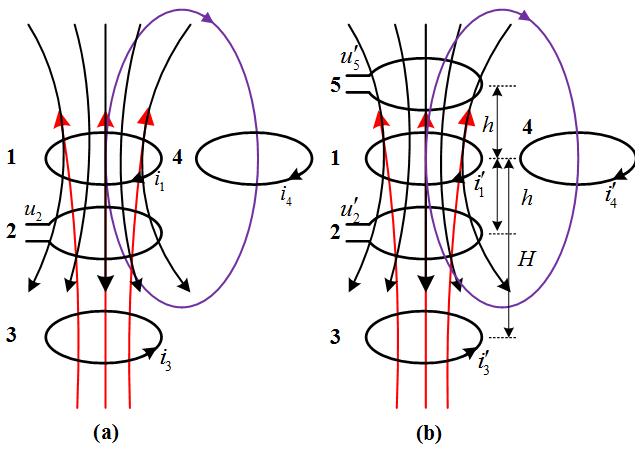 1
4
i₁
i₄
u₂
2
3
i₃
(a)
u′₅
5
h
4
1
i′₁
i′₄
h
u′₂
2
H
3
i′₃
(b)